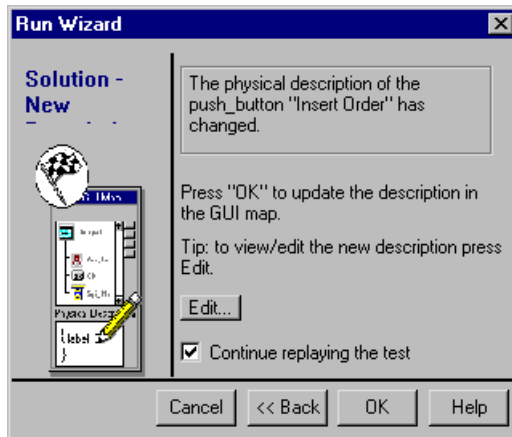 Run Wizard
Solution -
New
The physical description of the
push_button "Insert Order" has
changed.
Press "OK" to update the description in
the GUI map.
Tip: to view/edit the new description press
Edit.
Edit...
Continue replaying the test
{label
}
Cancel
<< Back
OK
Help